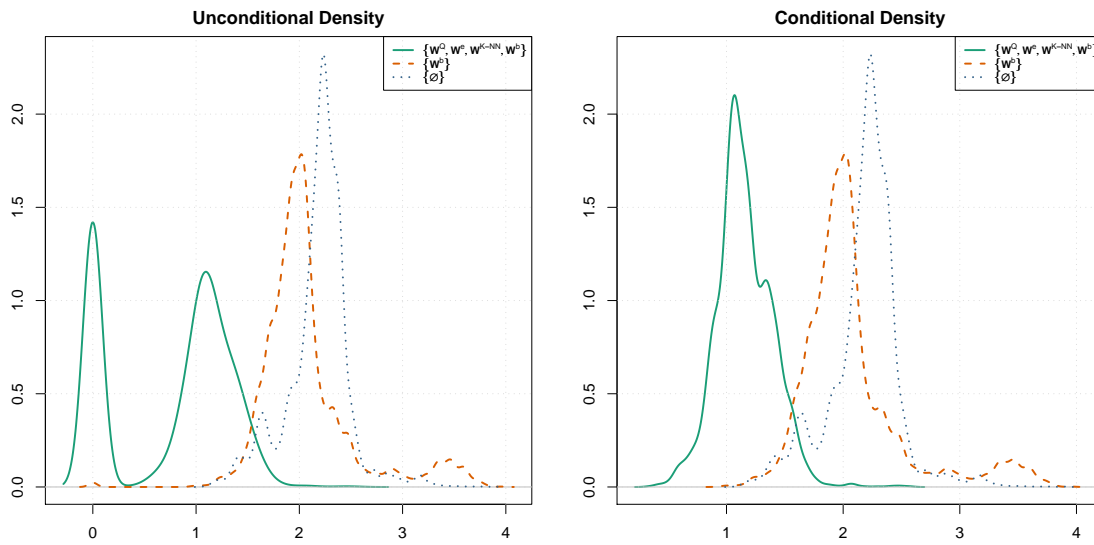 Unconditional Density
{w^Q, w^e, w^K−NN, w^b}
{w^b}
{∅}
0.0 0.5 1.0 1.5 2.0
0 1 2 3 4
Conditional Density
{w^Q, w^e, w^K−NN, w^b
{w^b}
{∅}
0.0 0.5 1.0 1.5 2.0
1 2 3 4